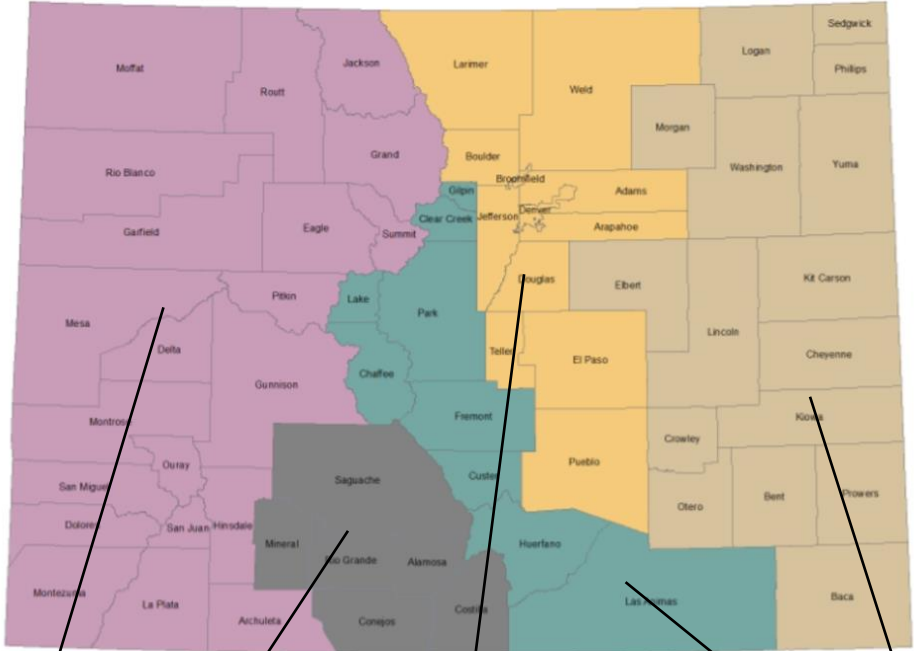 Sedgwick
Logan
Jackson
Larimer
Moffat
Phillips
Routt
Weld
Morgan
Grand
Boulder
Washington
Yuma
Rio Blanco
Broomfield
Gilpin
Adams
Denver
Clear Creek
Jefferson
Eagle
Arapahoe
Garfield
Summit
Kit Carson
Douglas
Elbert
Pitkin
Lake
Park
Mesa
Lincoln
Delta
Teller
Cheyenne
El Paso
Chaffee
Gunnison
Fremont
Kiowa
Montrose
Crowley
Pueblo
Ouray
Custer
Saguache
San Miguel
Prowers
Bent
Otero
Dolores
San Juan
Hinsdale
Mineral
Huerfano
Rio Grande
Alamosa
Montezuma
Baca
Las Animas
La Plata
Costilla
Archuleta
Conejos